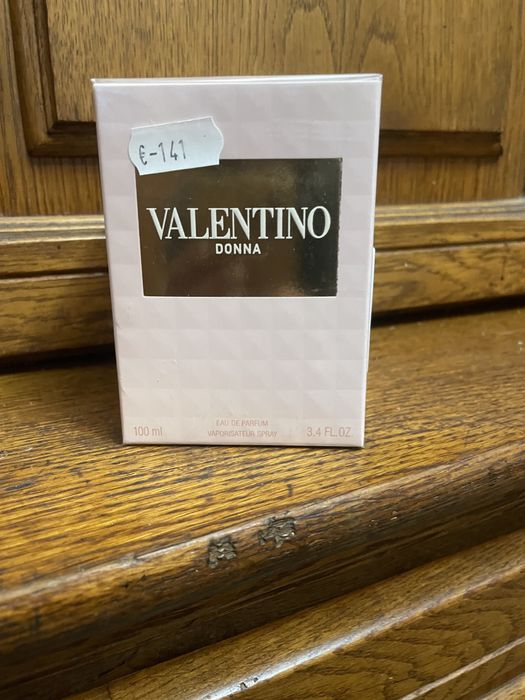 €-141
VALENTINO
DONNA
EAU DE PARFUM
100 ml VAPORISATEUR SPRAY 3.4 FL.OZ.